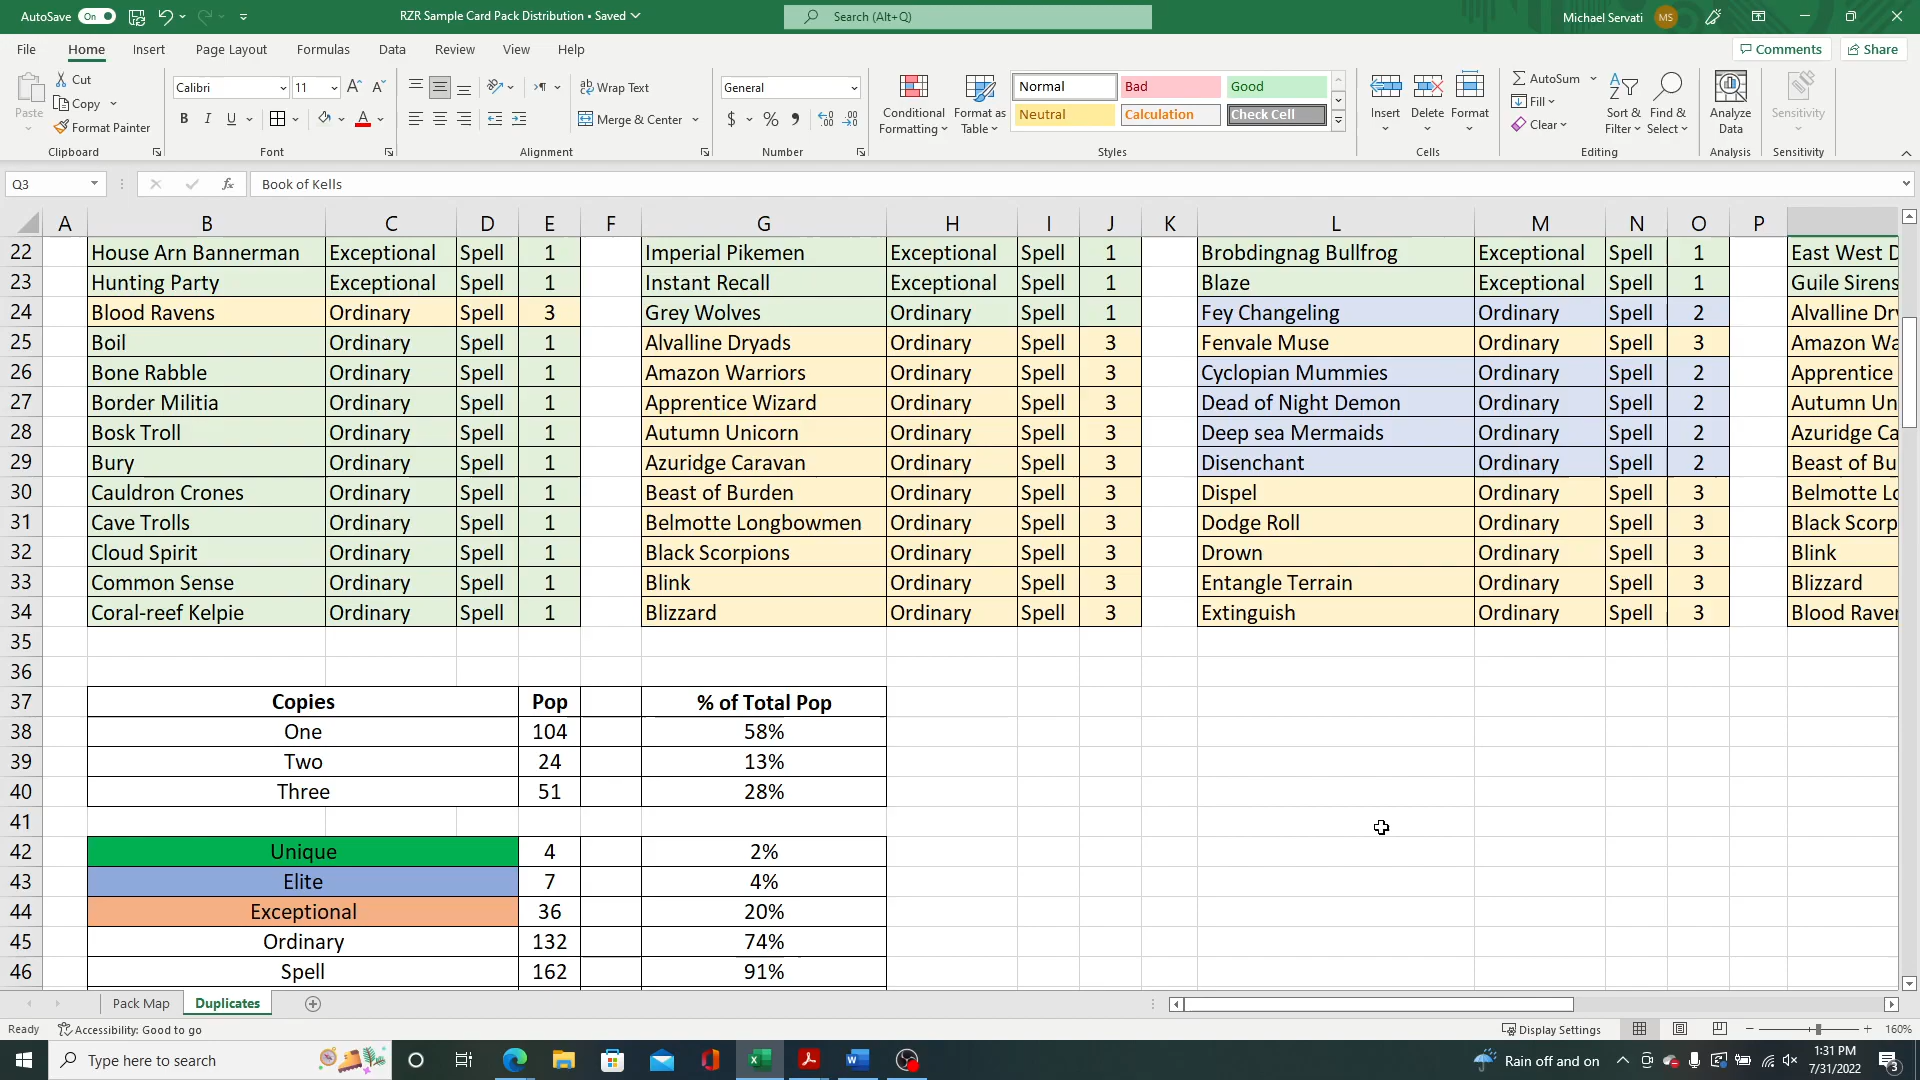 AutoSave On RZR Sample Card Pack Distribution • Saved Search (Alt+Q) Michael Servati MS
File Home Insert Page Layout Formulas Data Review View Help Comments Share
Paste Cut Copy Format Painter Clipboard
Calibri 11 B I U A A A Font
Wrap Text Merge & Center Alignment
General $ % 9 Number
Conditional Formatting Format as Table Normal Bad Good Neutral Calculation Check Cell Styles
Insert Delete Format Cells
AutoSum Fill Clear Sort & Filter Find & Select Editing
Analyze Data Analysis Sensitivity Sensitivity
Q3 fx Book of Kells
A B C D E F G H I J K L M N O P
22 House Arn Bannerman Exceptional Spell 1 Imperial Pikemen Exceptional Spell 1 Brobdingnag Bullfrog Exceptional Spell 1 East West D
23 Hunting Party Exceptional Spell 1 Instant Recall Exceptional Spell 1 Blaze Exceptional Spell 1 Guile Sirens
24 Blood Ravens Ordinary Spell 3 Grey Wolves Ordinary Spell 1 Fey Changeling Ordinary Spell 2 Alvalline Dry
25 Boil Ordinary Spell 1 Alvalline Dryads Ordinary Spell 3 Fenvale Muse Ordinary Spell 3 Amazon Wa
26 Bone Rabble Ordinary Spell 1 Amazon Warriors Ordinary Spell 3 Cyclopian Mummies Ordinary Spell 2 Apprentice
27 Border Militia Ordinary Spell 1 Apprentice Wizard Ordinary Spell 3 Dead of Night Demon Ordinary Spell 2 Autumn Un
28 Bosk Troll Ordinary Spell 1 Autumn Unicorn Ordinary Spell 3 Deep sea Mermaids Ordinary Spell 2 Azuridge Ca
29 Bury Ordinary Spell 1 Azuridge Caravan Ordinary Spell 3 Disenchant Ordinary Spell 2 Beast of Bu
30 Cauldron Crones Ordinary Spell 1 Beast of Burden Ordinary Spell 3 Dispel Ordinary Spell 3 Belmotte Lo
31 Cave Trolls Ordinary Spell 1 Belmotte Longbowmen Ordinary Spell 3 Dodge Roll Ordinary Spell 3 Black Scorp
32 Cloud Spirit Ordinary Spell 1 Black Scorpions Ordinary Spell 3 Drown Ordinary Spell 3 Blink
33 Common Sense Ordinary Spell 1 Blink Ordinary Spell 3 Entangle Terrain Ordinary Spell 3 Blizzard
34 Coral-reef Kelpie Ordinary Spell 1 Blizzard Ordinary Spell 3 Extinguish Ordinary Spell 3 Blood Raver
35
36
37 Copies Pop % of Total Pop
38 One 104 58%
39 Two 24 13%
40 Three 51 28%
41
42 Unique 4 2%
43 Elite 7 4%
44 Exceptional 36 20%
45 Ordinary 132 74%
46 Spell 162 91%
Pack Map Duplicates
Ready Accessibility: Good to go Display Settings 160%
Type here to search Rain off and on 1:31 PM
7/31/2022 3